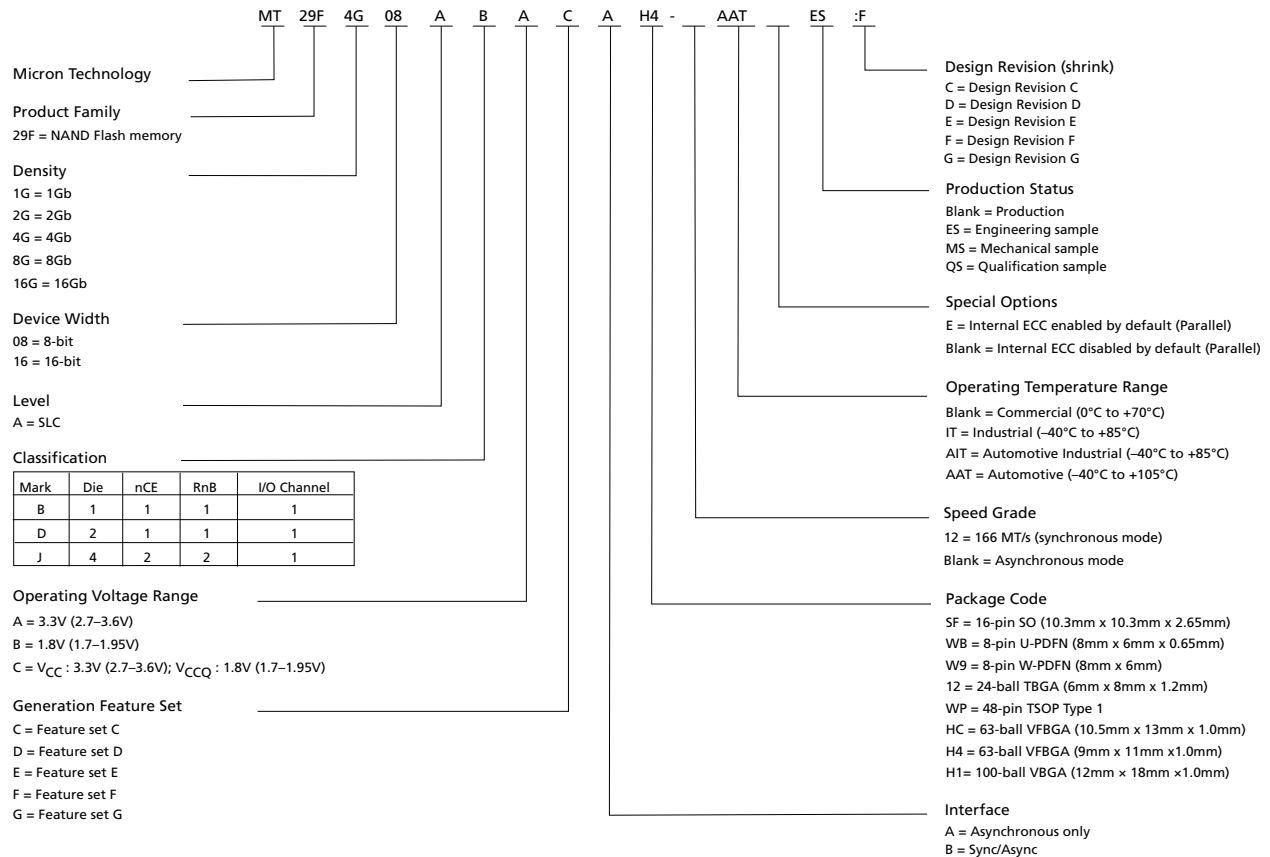 MT 29F 4G 08 A B A C A H4 - AAT ES :F
Micron Technology
Product Family
29F = NAND Flash memory
Density
1G = 1Gb
2G = 2Gb
4G = 4Gb
8G = 8Gb
16G = 16Gb
Device Width
08 = 8-bit
16 = 16-bit
Level
A = SLC
Classification
Mark Die nCE RnB I/O Channel
B 1 1 1 1
D 2 1 1 1
J 4 2 2 1
Operating Voltage Range
A = 3.3V (2.7–3.6V)
B = 1.8V (1.7–1.95V)
C = VCC : 3.3V (2.7–3.6V); VCCQ : 1.8V (1.7–1.95V)
Generation Feature Set
C = Feature set C
D = Feature set D
E = Feature set E
F = Feature set F
G = Feature set G
Design Revision (shrink)
C = Design Revision C
D = Design Revision D
E = Design Revision E
F = Design Revision F
G = Design Revision G
Production Status
Blank = Production
ES = Engineering sample
MS = Mechanical sample
QS = Qualification sample
Special Options
E = Internal ECC enabled by default (Parallel)
Blank = Internal ECC disabled by default (Parallel)
Operating Temperature Range
Blank = Commercial (0°C to +70°C)
IT = Industrial (–40°C to +85°C)
AIT = Automotive Industrial (–40°C to +85°C)
AAT = Automotive (–40°C to +105°C)
Speed Grade
12 = 166 MT/s (synchronous mode)
Blank = Asynchronous mode
Package Code
SF = 16-pin SO (10.3mm x 10.3mm x 2.65mm)
WB = 8-pin U-PDFN (8mm x 6mm x 0.65mm)
W9 = 8-pin W-PDFN (8mm x 6mm)
12 = 24-ball TBGA (6mm x 8mm x 1.2mm)
WP = 48-pin TSOP Type 1
HC = 63-ball VFBGA (10.5mm x 13mm x 1.0mm)
H4 = 63-ball VFBGA (9mm x 11mm x1.0mm)
H1= 100-ball VBGA (12mm × 18mm ×1.0mm)
Interface
A = Asynchronous only
B = Sync/Async